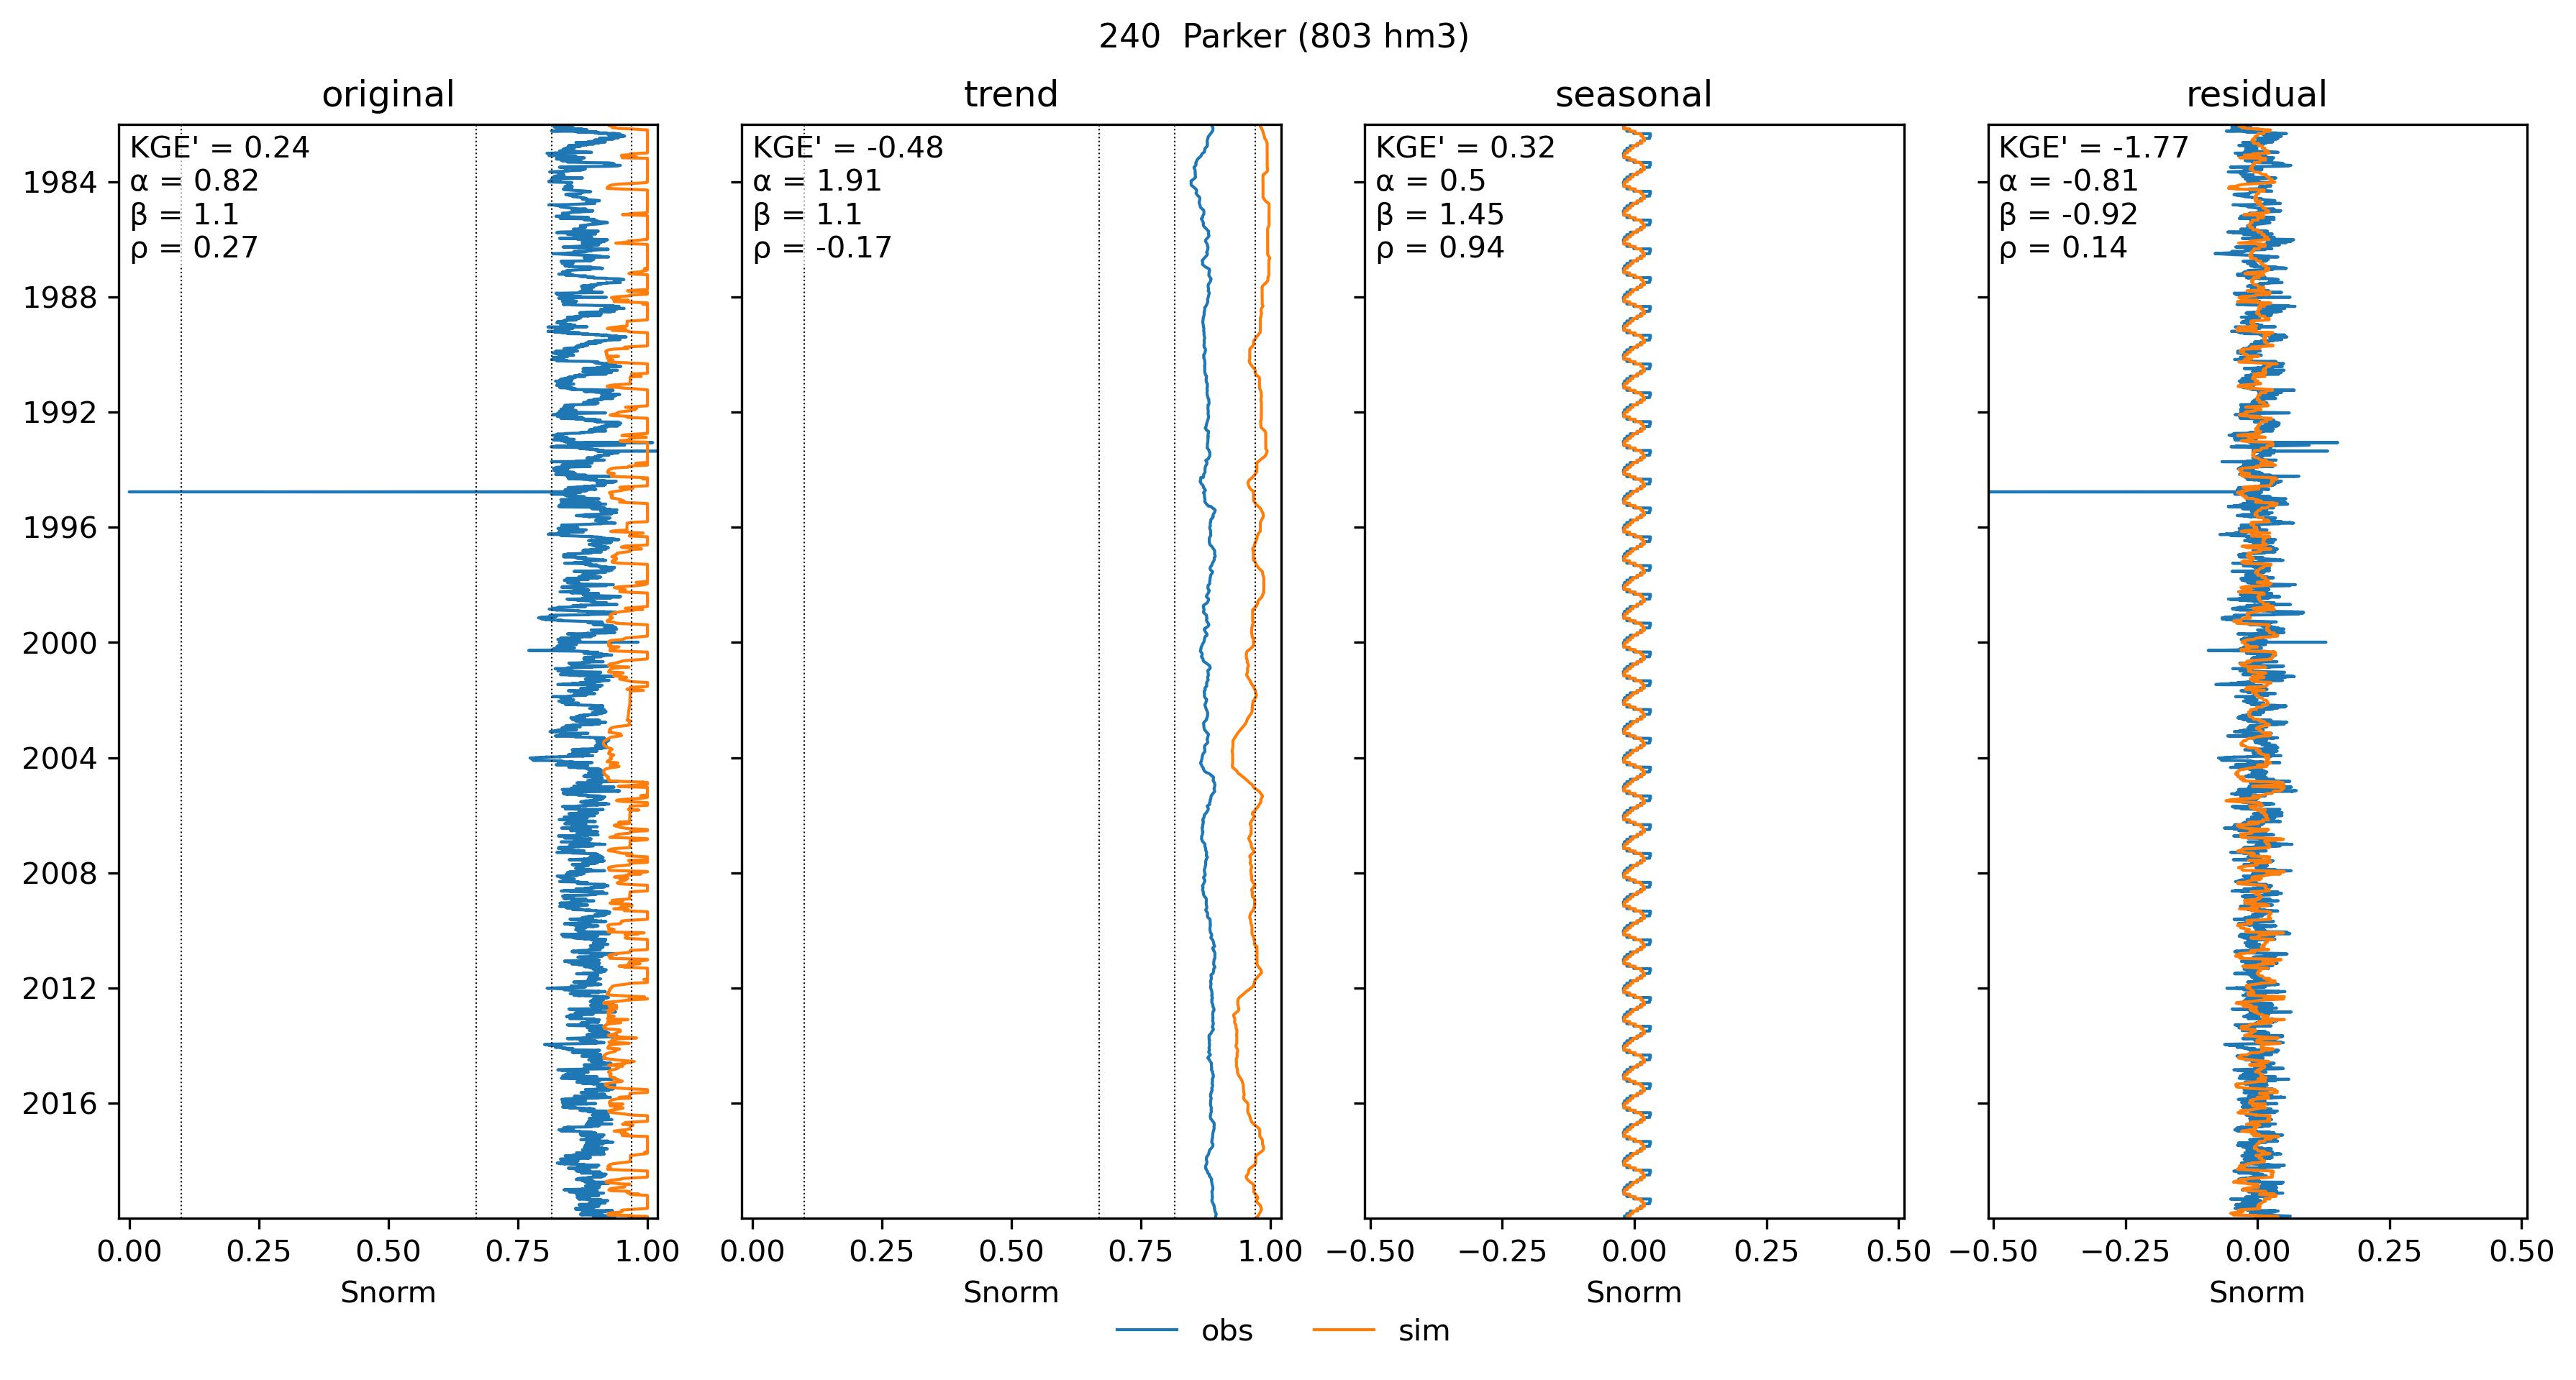 240  Parker (803 hm3)
original
trend
seasonal
residual
KGE' = 0.24
α = 0.82
β = 1.1
ρ = 0.27
KGE' = -0.48
α = 1.91
β = 1.1
ρ = -0.17
KGE' = 0.32
α = 0.5
β = 1.45
ρ = 0.94
KGE' = -1.77
α = -0.81
β = -0.92
ρ = 0.14
1984
1988
1992
1996
2000
2004
2008
2012
2016
0.00 0.25 0.50 0.75 1.00
0.00 0.25 0.50 0.75 1.00
−0.50 −0.25 0.00 0.25 0.50
−0.50 −0.25 0.00 0.25 0.50
Snorm
Snorm
Snorm
Snorm
obs
sim